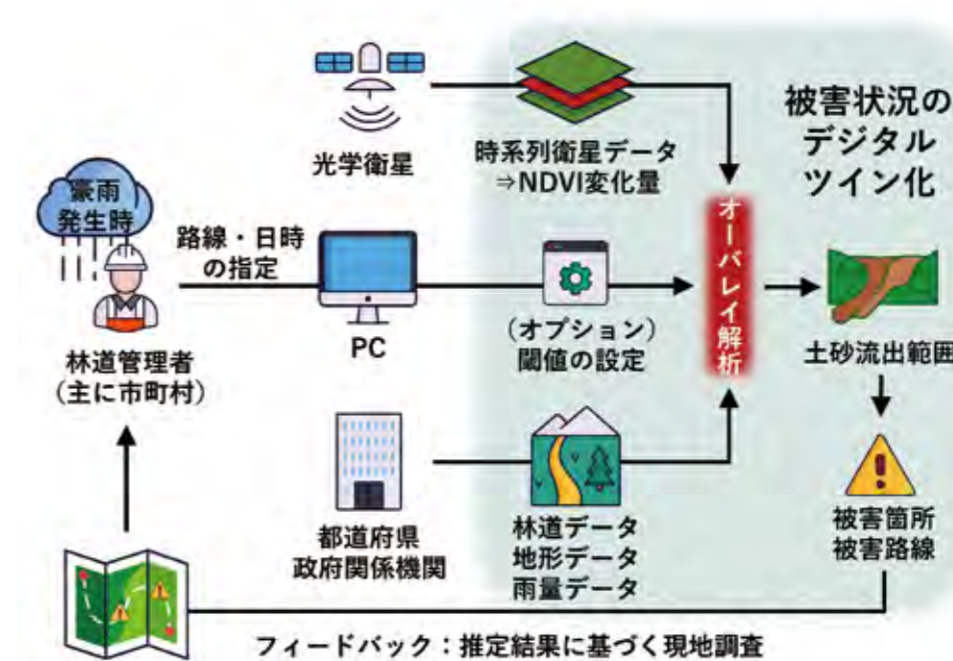 光学衛星
時系列衛星データ
⇒NDVI変化量
被害状況の
デジタル
ツイン化
豪雨
発生時
路線・日時
の指定
林道管理者
(主に市町村)
PC
(オプション)
閾値の設定
オーバレイ解析
土砂流出範囲
都道府県
政府関係機関
林道データ
地形データ
雨量データ
被害箇所
被害路線
フィードバック：推定結果に基づく現地調査